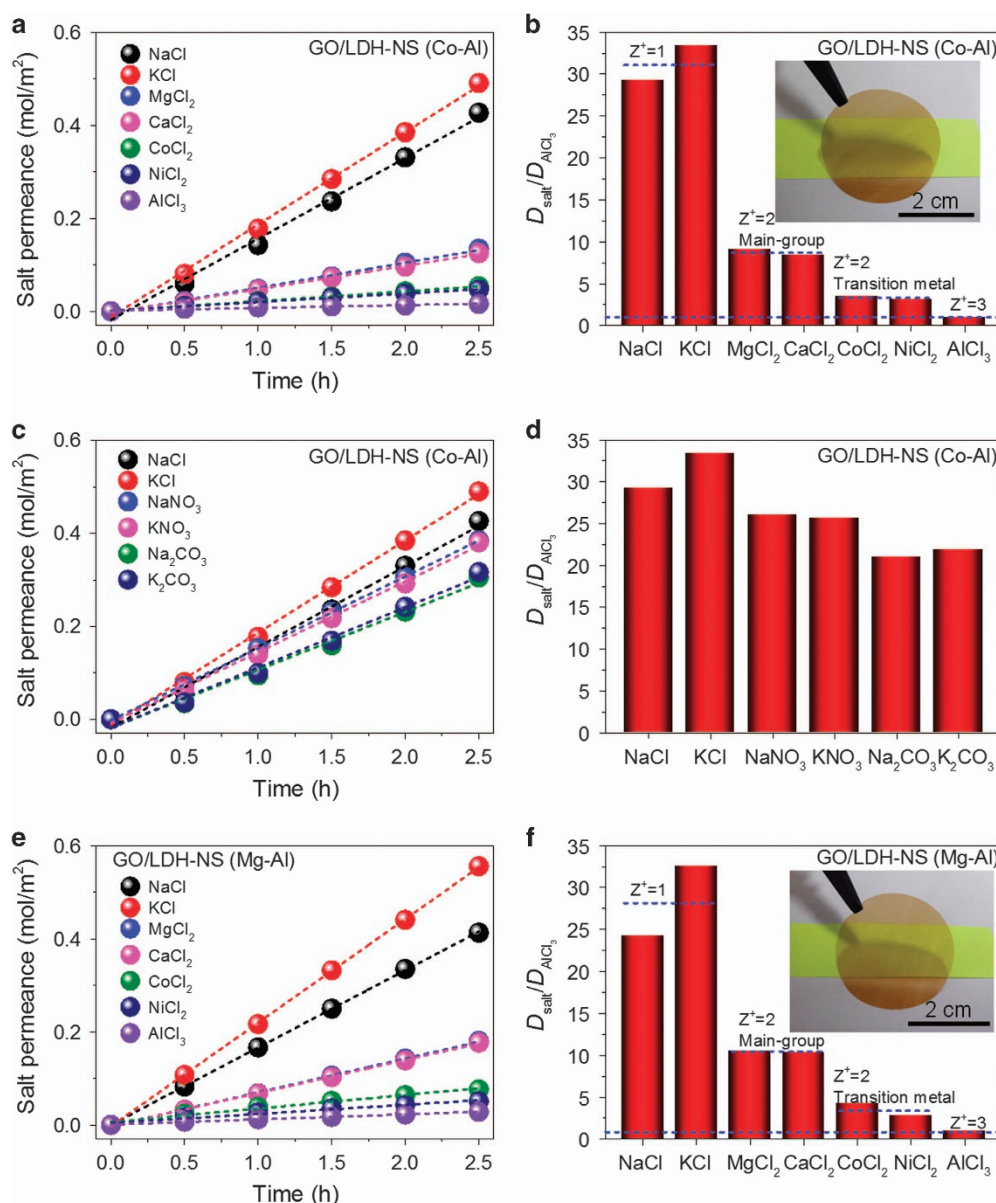 a
GO/LDH-NS (Co-Al)
Salt permeance (mol/m²)
0.6
0.4
0.2
0.0
NaCl
KCl
MgCl₂
CaCl₂
CoCl₂
NiCl₂
AlCl₃
0.0 0.5 1.0 1.5 2.0 2.5
Time (h)
b
GO/LDH-NS (Co-Al)
D_salt/D_AlCl₃
35
30
25
20
15
10
5
0
Z⁺=1
Z⁺=2
Main-group
Z⁺=2
Transition metal
Z⁺=3
2 cm
NaCl KCl MgCl₂ CaCl₂ CoCl₂ NiCl₂ AlCl₃
c
GO/LDH-NS (Co-Al)
Salt permeance (mol/m²)
0.6
0.4
0.2
0.0
NaCl
KCl
NaNO₃
KNO₃
Na₂CO₃
K₂CO₃
0.0 0.5 1.0 1.5 2.0 2.5
Time (h)
d
GO/LDH-NS (Co-Al)
D_salt/D_AlCl₃
35
30
25
20
15
10
5
0
NaCl KCl NaNO₃ KNO₃ Na₂CO₃ K₂CO₃
e
GO/LDH-NS (Mg-Al)
Salt permeance (mol/m²)
0.6
0.4
0.2
0.0
NaCl
KCl
MgCl₂
CaCl₂
CoCl₂
NiCl₂
AlCl₃
0.0 0.5 1.0 1.5 2.0 2.5
Time (h)
f
GO/LDH-NS (Mg-Al)
D_salt/D_AlCl₃
35
30
25
20
15
10
5
0
Z⁺=1
Z⁺=2
Main-group
Z⁺=2
Transition metal
Z⁺=3
2 cm
NaCl KCl MgCl₂ CaCl₂ CoCl₂ NiCl₂ AlCl₃